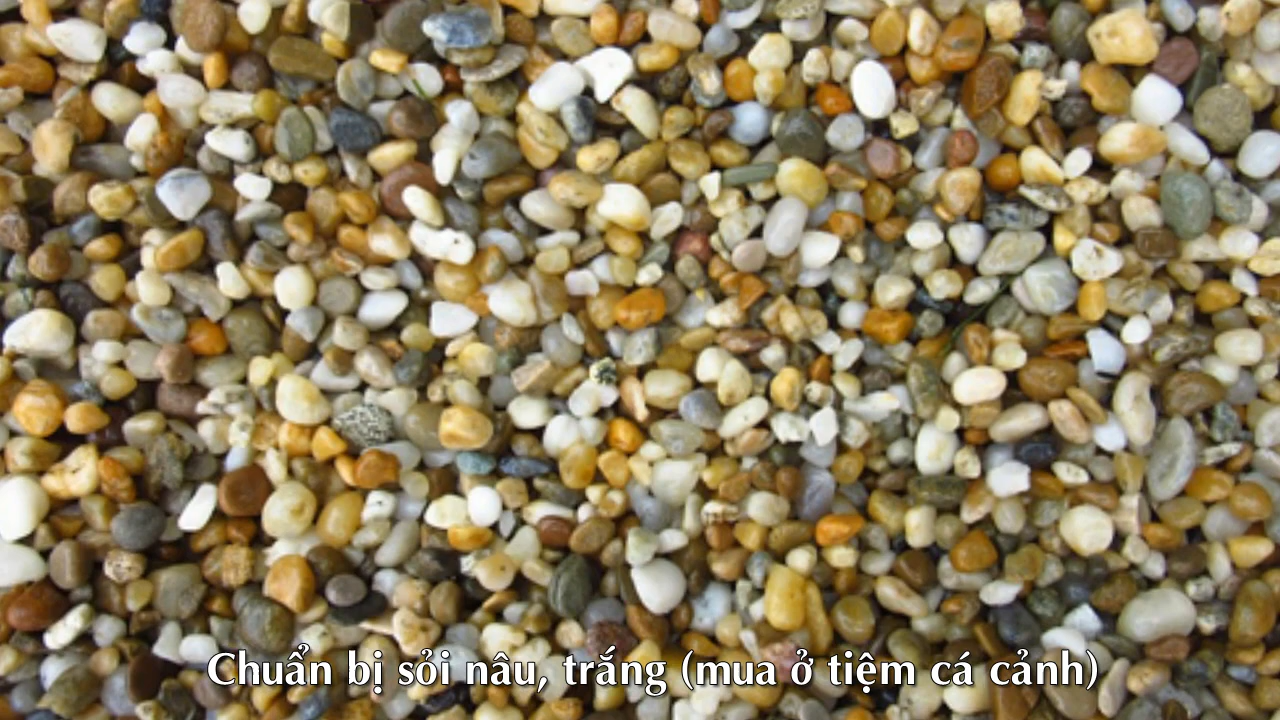 Chuẩn bị sỏi nâu, trắng (mua ở tiệm cá cảnh)